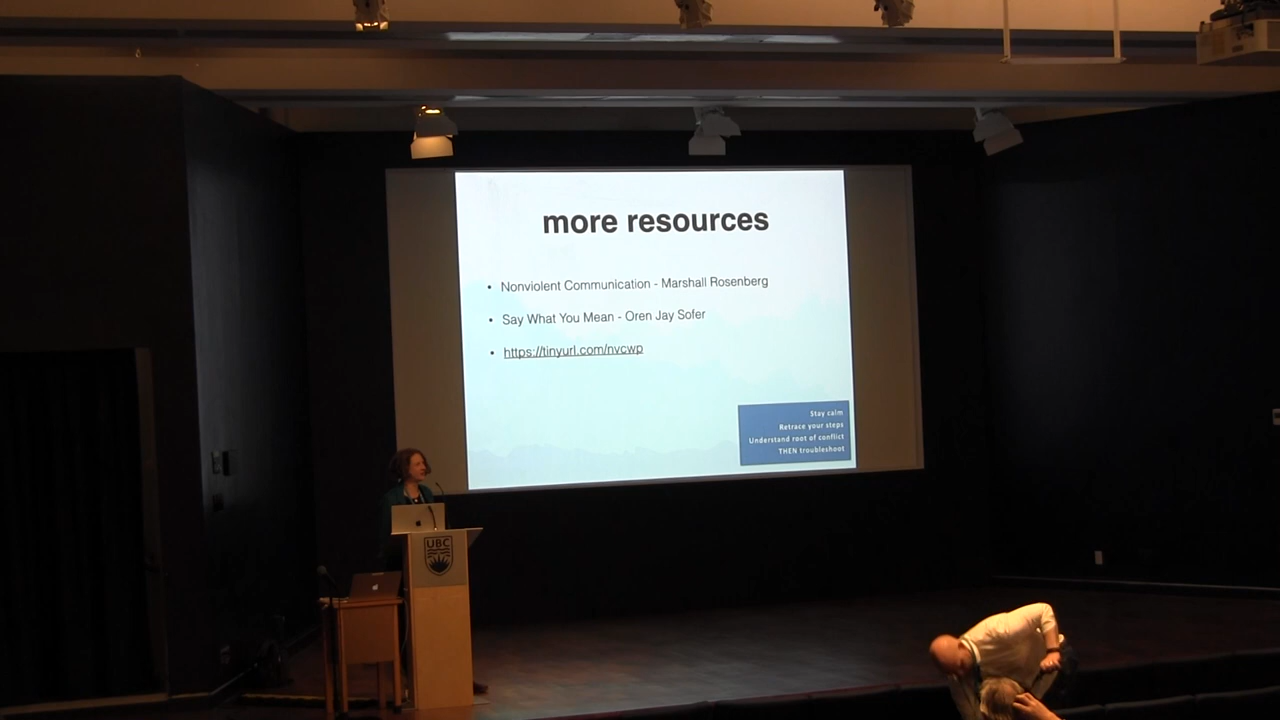 more resources
• Nonviolent Communication - Marshall Rosenberg
• Say What You Mean - Oren Jay Sofer
• https://tinyurl.com/nvcwp
Stay calm
Retrace your steps
Understand root of conflict
THEN troubleshoot
UBC